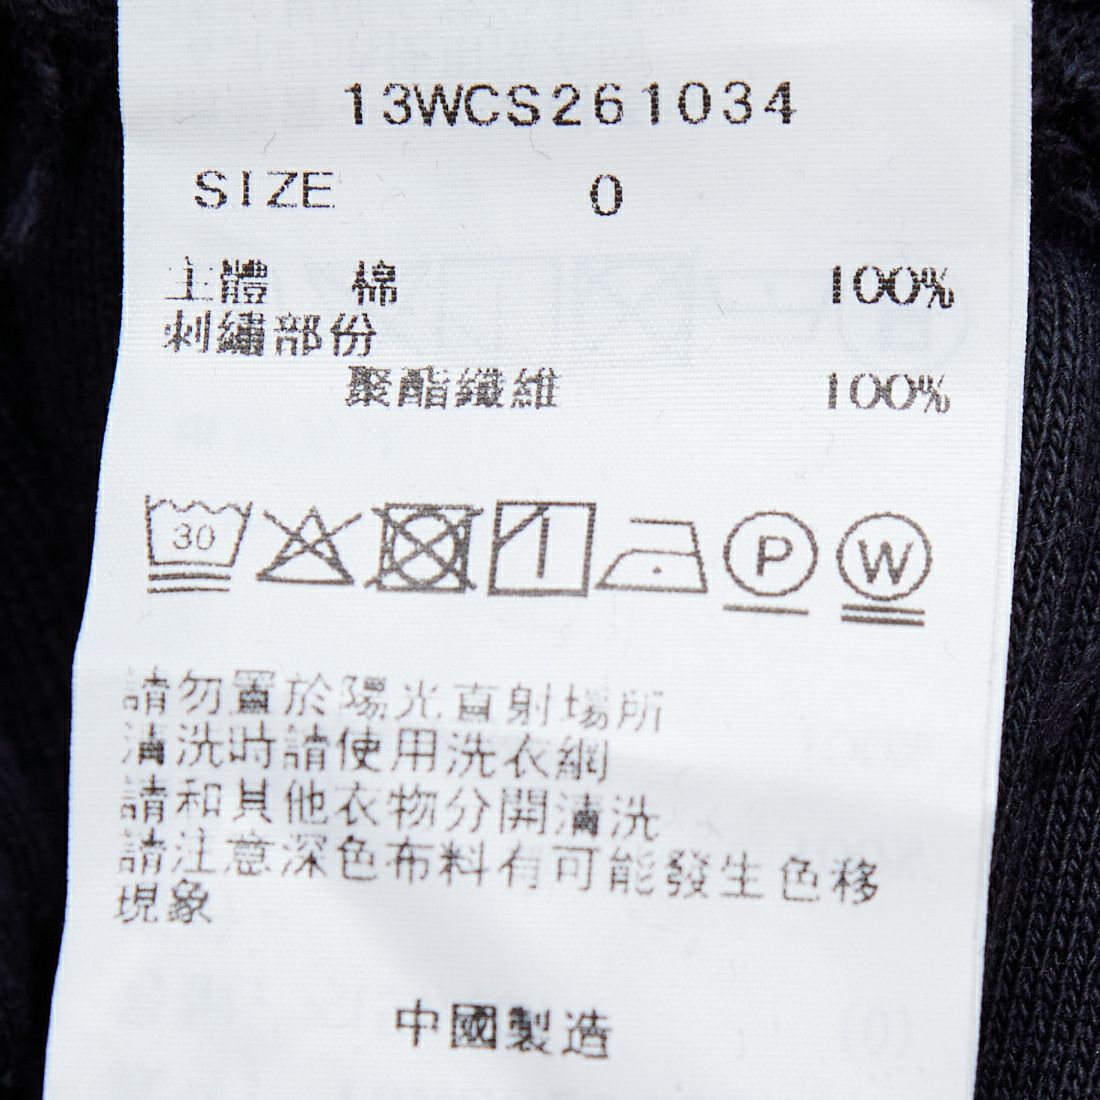 13WCS261034
SIZE 0
主體 棉 100%
刺繡部份
聚酯纖維 100%
30 P W
請勿置於陽光直射場所
清洗時請使用洗衣網
請和其他衣物分開清洗
請注意深色布料有可能發生色移
現象
中國製造